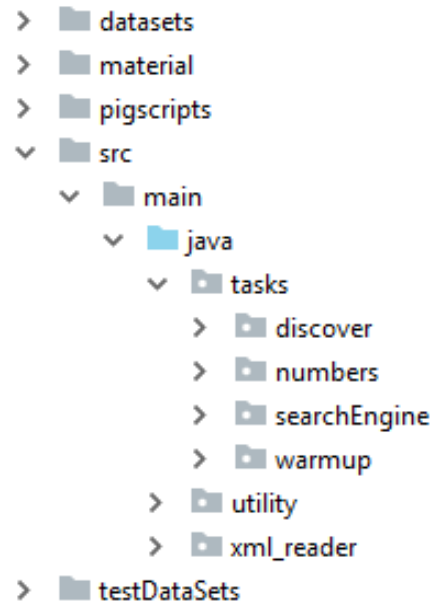 datasets
material
pigscripts
src
main
java
tasks
discover
numbers
searchEngine
warmup
utility
xml_reader
testDataSets